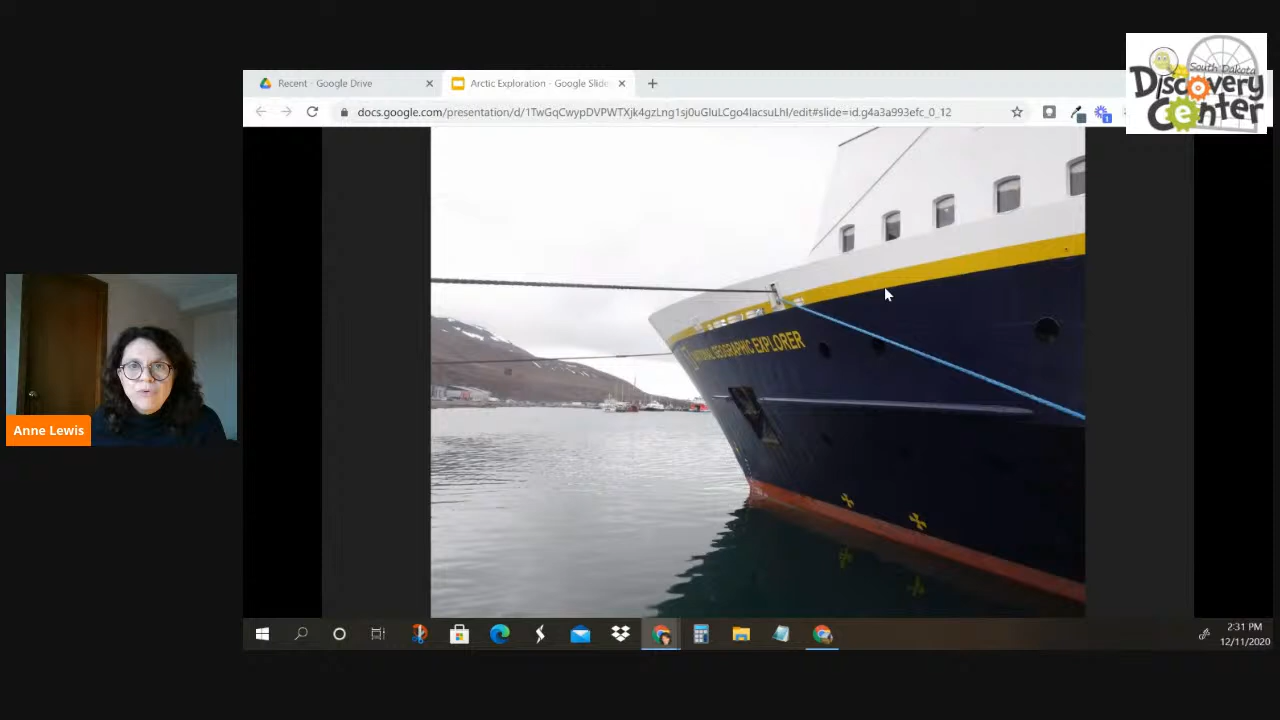 Recent - Google Drive
Arctic Exploration - Google Slide
docs.google.com/presentation/d/1TwGqCwypDVPWTXjk4gzLng1sj0uGluLCgo4lacsuLhI/edit#slide=id.g4a3a993efc_0_12
South Dakota
Discovery
Center
NATIONAL GEOGRAPHIC EXPLORER
Anne Lewis
2:31 PM
12/11/2020